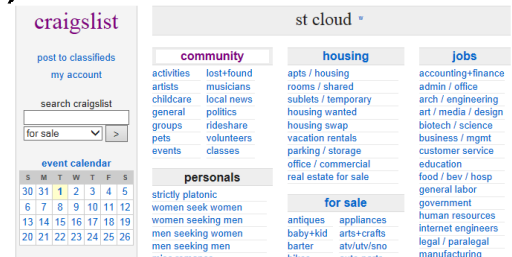 craigslist
post to classifieds
my account
search craigslist
for sale
>
event calendar
S M T W T F S
30 31 1 2 3 4 5
6 7 8 9 10 11 12
13 14 15 16 17 18 19
20 21 22 23 24 25 26
st cloud w
community
activities lost+found
artists musicians
childcare local news
general politics
groups rideshare
pets volunteers
events classes
personals
strictly platonic
women seek women
women seeking men
men seeking women
men seeking men
housing
apts / housing
rooms / shared
sublets / temporary
housing wanted
housing swap
vacation rentals
parking / storage
office / commercial
real estate for sale
for sale
antiques appliances
baby+kid arts+crafts
barter atv/utv/sno
jobs
accounting+finance
admin / office
arch / engineering
art / media / design
biotech / science
business / mgmt
customer service
education
food / bev / hosp
general labor
government
human resources
internet engineers
legal / paralegal
manufacturing